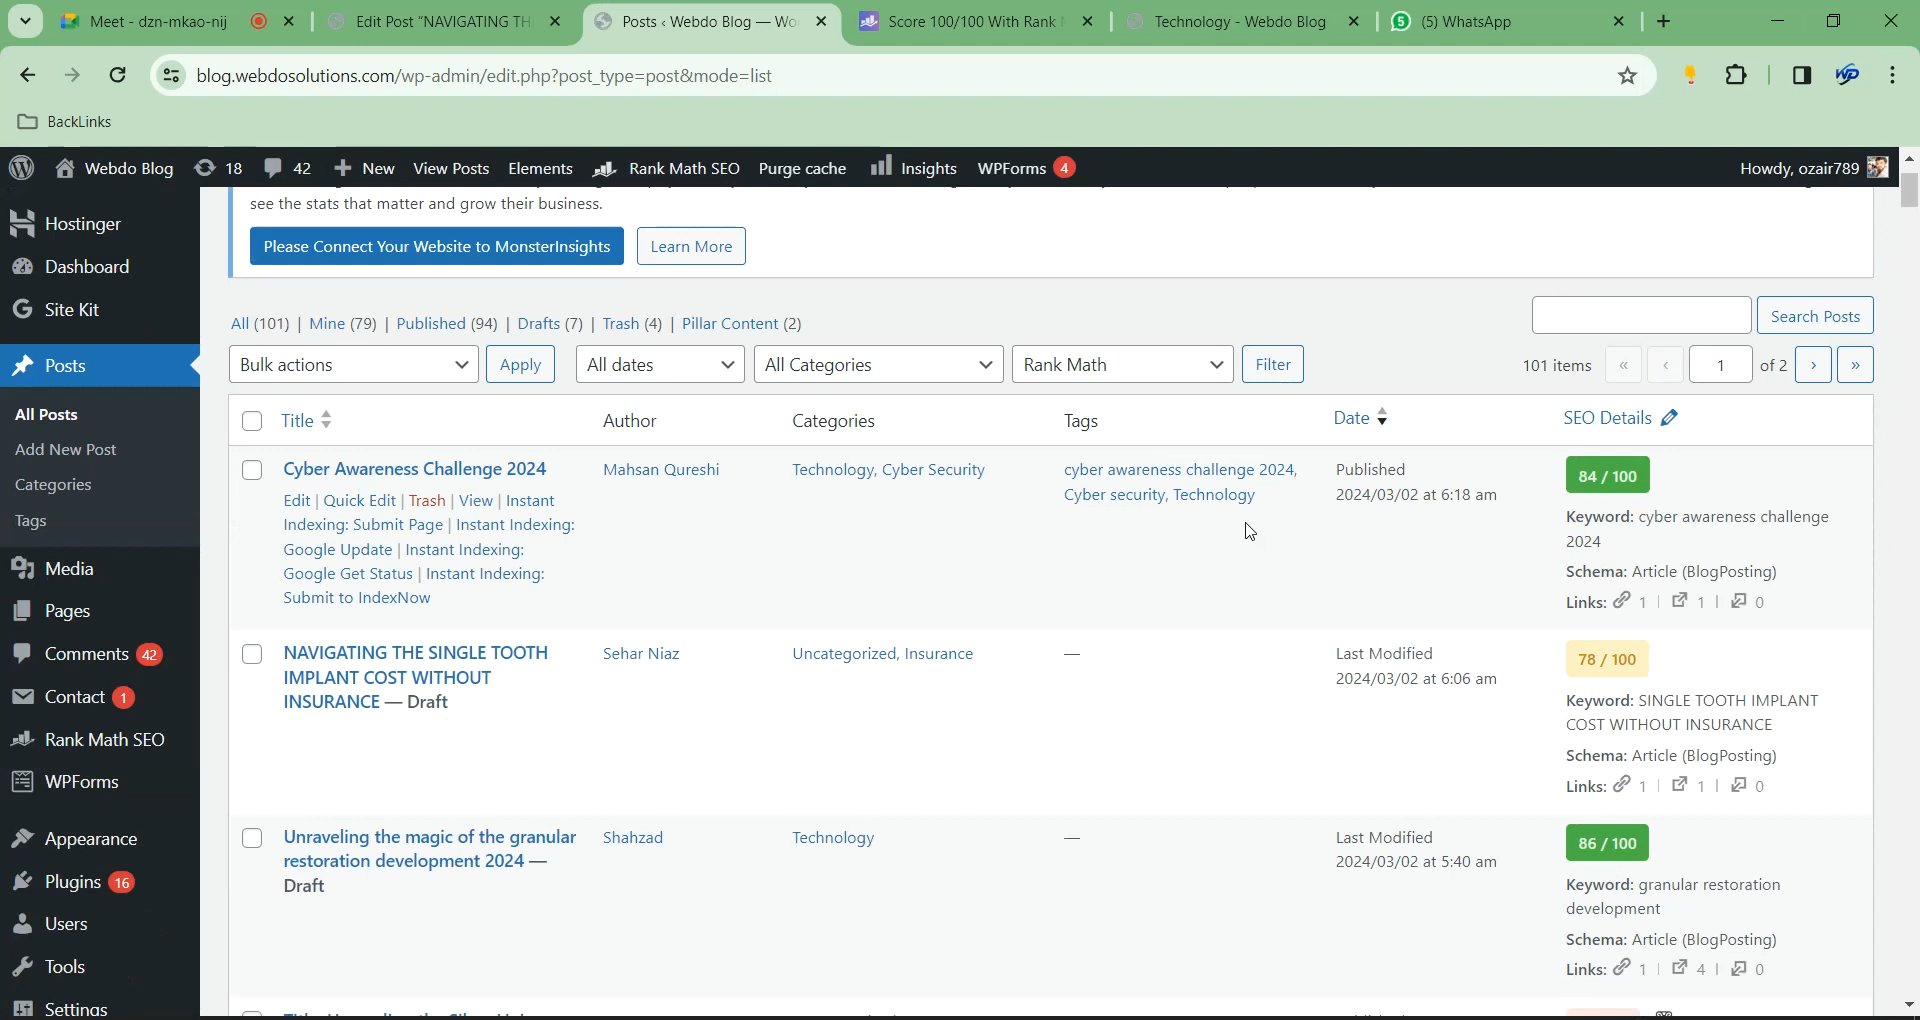 Meet - dzn-mkao-nij
Edit Post "NAVIGATING TH
Posts ‹ Webdo Blog — Wo
Score 100/100 With Rank
Technology - Webdo Blog
(5) WhatsApp
blog.webdosolutions.com/wp-admin/edit.php?post_type=post&mode=list
BackLinks
Webdo Blog 18 42 New View Posts Elements Rank Math SEO Purge cache Insights WPForms 4 Howdy, ozair789
Hostinger
Dashboard
Site Kit
Posts
All Posts
Add New Post
Categories
Tags
Media
Pages
Comments 42
Contact 1
Rank Math SEO
WPForms
Appearance
Plugins 16
Users
Tools
Settings
see the stats that matter and grow their business.
Please Connect Your Website to MonsterInsights Learn More
All (101) | Mine (79) | Published (94) | Drafts (7) | Trash (4) | Pillar Content (2)
Search Posts
Bulk actions Apply All dates All Categories Rank Math Filter 101 items « ‹ 1 of 2 › »
Title Author Categories Tags Date SEO Details
Cyber Awareness Challenge 2024
Edit | Quick Edit | Trash | View | Instant
Indexing: Submit Page | Instant Indexing:
Google Update | Instant Indexing:
Google Get Status | Instant Indexing:
Submit to IndexNow
Mahsan Qureshi
Technology, Cyber Security
cyber awareness challenge 2024,
Cyber security, Technology
Published
2024/03/02 at 6:18 am
84 / 100
Keyword: cyber awareness challenge
2024
Schema: Article (BlogPosting)
Links: 1 | 1 | 0
NAVIGATING THE SINGLE TOOTH
IMPLANT COST WITHOUT
INSURANCE — Draft
Sehar Niaz
Uncategorized, Insurance
—
Last Modified
2024/03/02 at 6:06 am
78 / 100
Keyword: SINGLE TOOTH IMPLANT
COST WITHOUT INSURANCE
Schema: Article (BlogPosting)
Links: 1 | 1 | 0
Unraveling the magic of the granular
restoration development 2024 —
Draft
Shahzad
Technology
—
Last Modified
2024/03/02 at 5:40 am
86 / 100
Keyword: granular restoration
development
Schema: Article (BlogPosting)
Links: 1 | 4 | 0